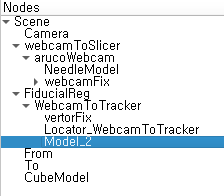 Nodes
Scene
Camera
webcamToSlicer
arucoWebcam
NeedleModel
webcamFix
FiducialReg
WebcamToTracker
vertorFix
Locator_WebcamToTracker
Model_2
From
To
CubeModel